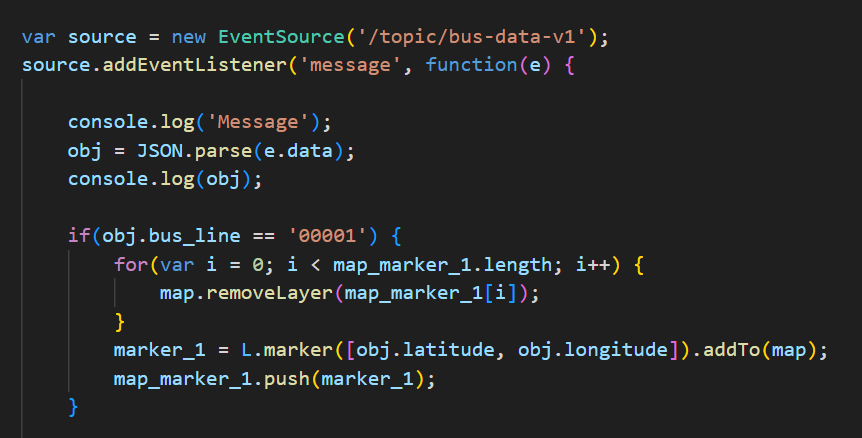 var source = new EventSource('/topic/bus-data-v1');
source.addEventListener('message', function(e) {
console.log('Message');
obj = JSON.parse(e.data);
console.log(obj);
if(obj.bus_line == '00001') {
for(var i = 0; i < map_marker_1.length; i++) {
map.removeLayer(map_marker_1[i]);
}
marker_1 = L.marker([obj.latitude, obj.longitude]).addTo(map);
map_marker_1.push(marker_1);
}